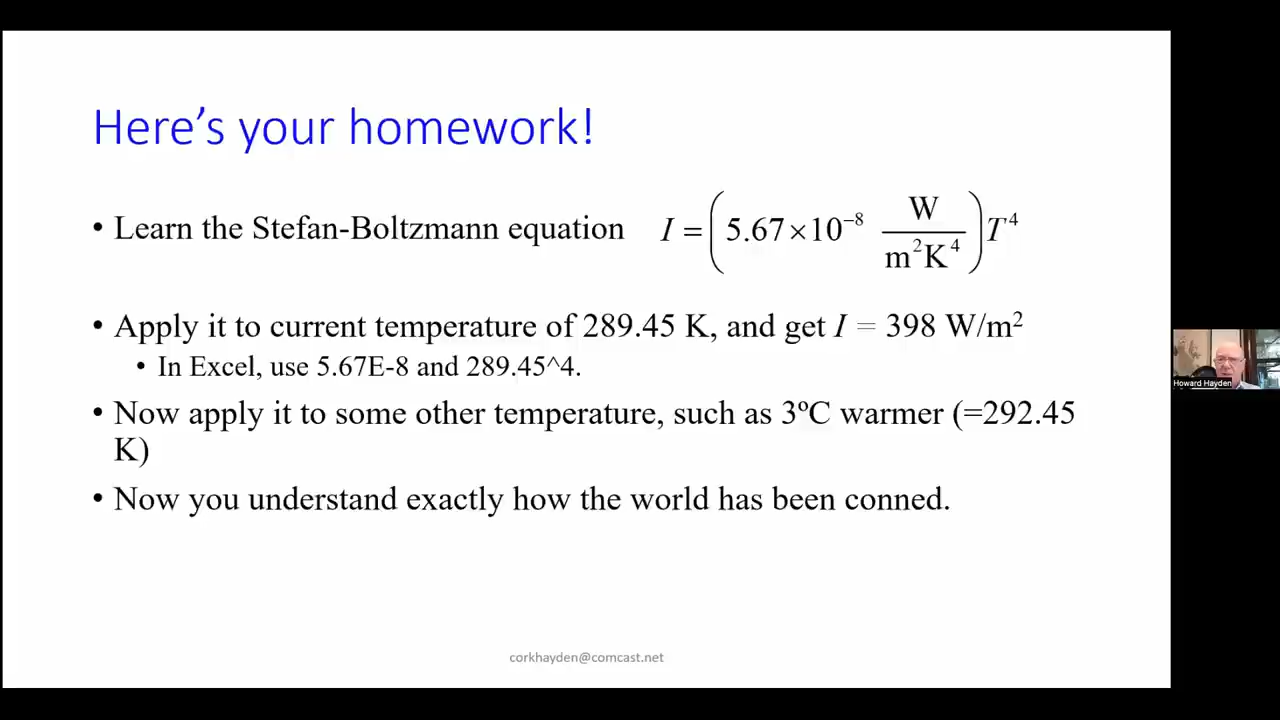 Here's your homework!
• Learn the Stefan-Boltzmann equation I = (5.67×10⁻⁸ W/m²K⁴) T⁴
• Apply it to current temperature of 289.45 K, and get I = 398 W/m²
• In Excel, use 5.67E-8 and 289.45^4.
• Now apply it to some other temperature, such as 3ºC warmer (=292.45
K)
• Now you understand exactly how the world has been conned.
Howard Hayden
corkhayden@comcast.net